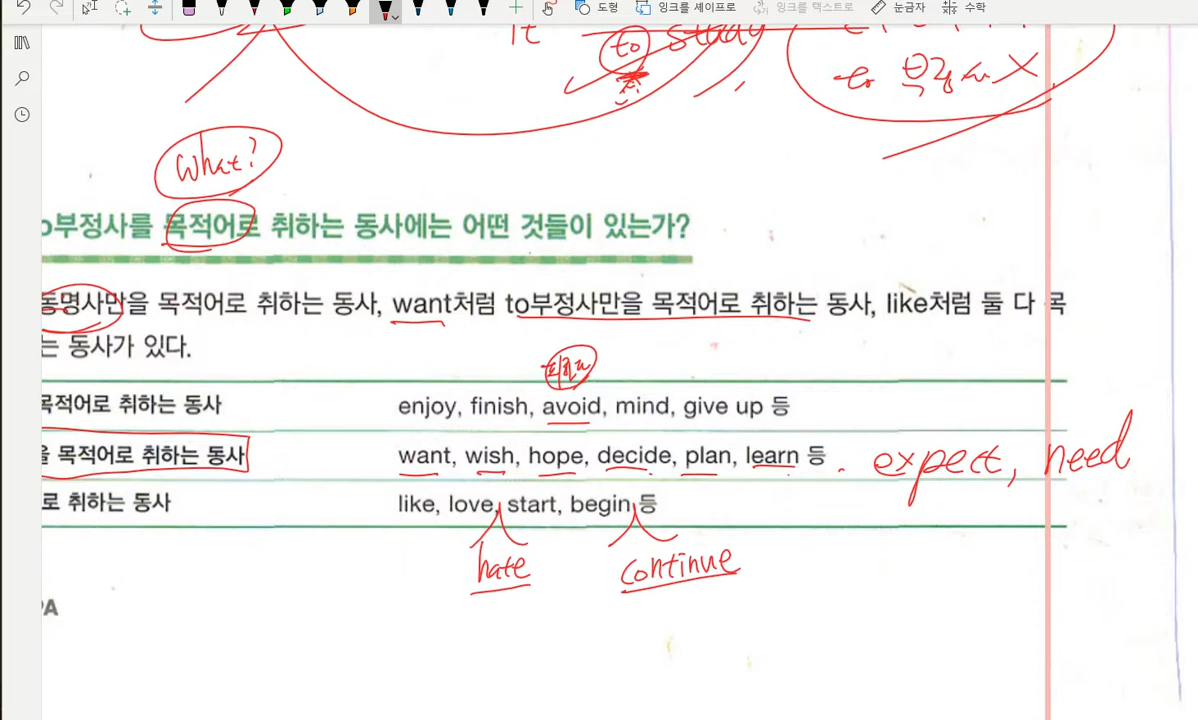 도형 잉크를 셰이프로 잉크를 텍스트로 눈금자 수학
It to study
to
What?
o부정사를 목적어로 취하는 동사에는 어떤 것들이 있는가?
동명사만을 목적어로 취하는 동사, want처럼 to부정사만을 목적어로 취하는 동사, like처럼 둘 다 목
는 동사가 있다.
피한다
목적어로 취하는 동사 enjoy, finish, avoid, mind, give up 등
을 목적어로 취하는 동사 want, wish, hope, decide, plan, learn 등 . expect, need
로 취하는 동사 like, love, start, begin 등
hate continue
PA